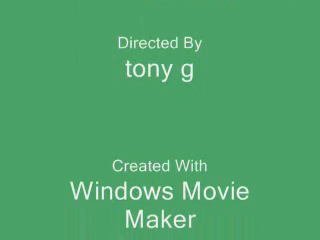 Directed By
tony g
Created With
Windows Movie
Maker